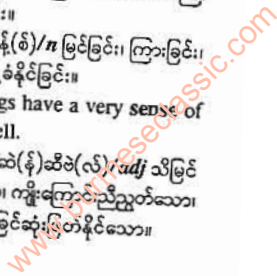 န့်(စ်)/n မြင်ခြင်း၊ ကြားခြင်း၊
ခံနိုင်ခြင်း။
gs have a very sense of
ell.
ဆဲ(န်)ဆီဗဲ(လ်)/adj သိမြင်
၊ ကျိုးကြောင်းညီညွတ်သော၊
ခြင်ဆုံးဖြတ်နိုင်သော။
www.burmeseclassic.com